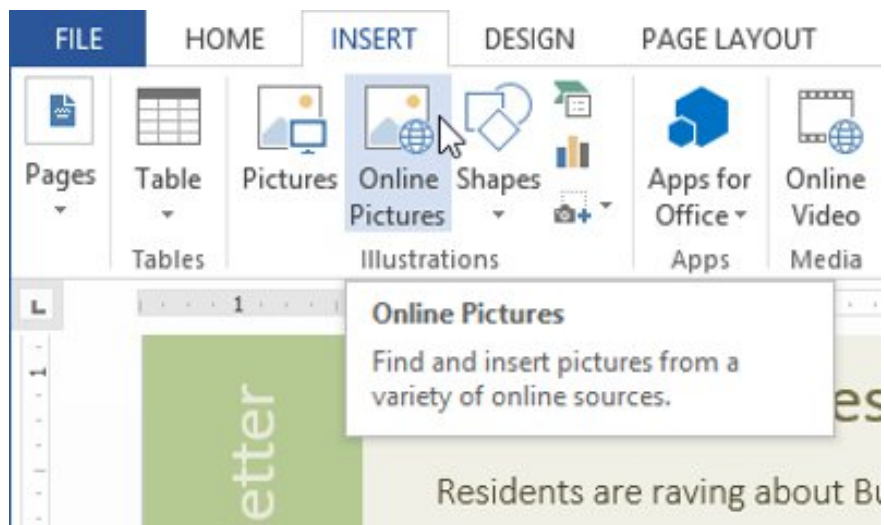 FILE HOME INSERT DESIGN PAGE LAYOUT
Pages Table Pictures Online Pictures Shapes Apps for Office Online Video
Tables Illustrations Apps Media
L 1
Online Pictures
Find and insert pictures from a
variety of online sources.
1
etter
es
Residents are raving about Bu